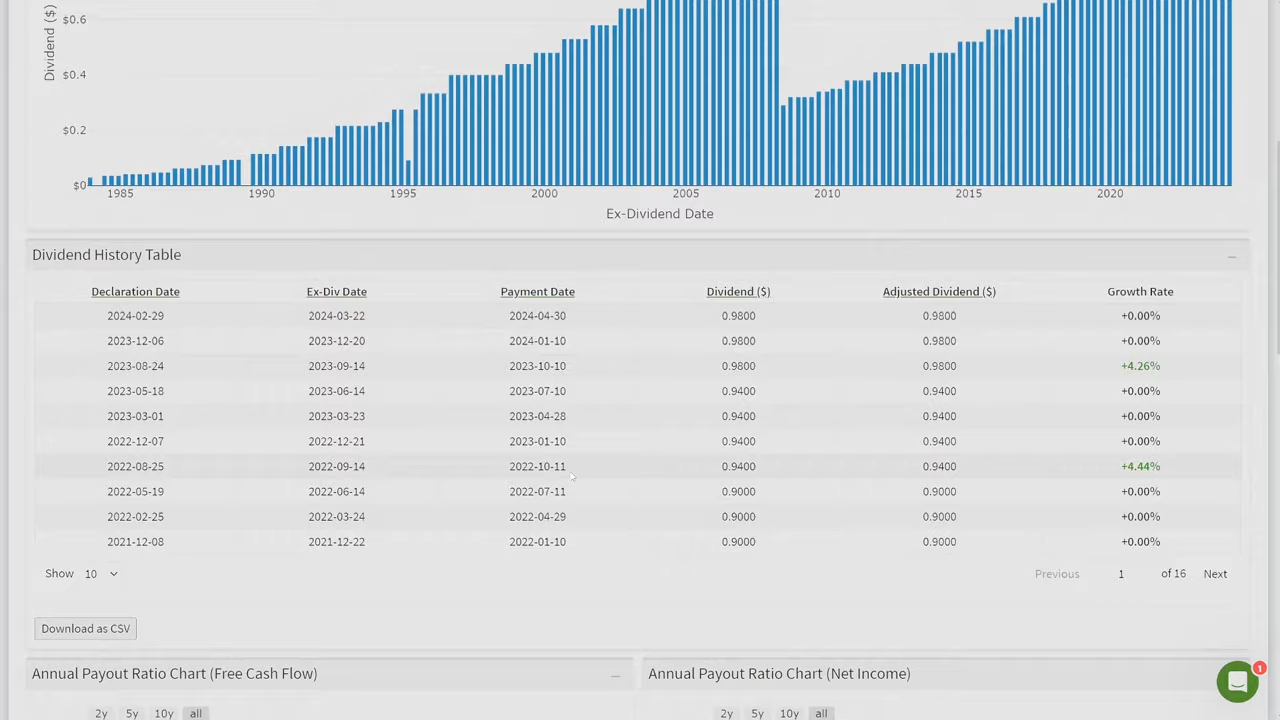 Dividend ($)
$0.6
$0.4
$0.2
$0
1985 1990 1995 2000 2005 2010 2015 2020
Ex-Dividend Date
Dividend History Table
Declaration Date Ex-Div Date Payment Date Dividend ($) Adjusted Dividend ($) Growth Rate
2024-02-29 2024-03-22 2024-04-30 0.9800 0.9800 +0.00%
2023-12-06 2023-12-20 2024-01-10 0.9800 0.9800 +0.00%
2023-08-24 2023-09-14 2023-10-10 0.9800 0.9800 +4.26%
2023-05-18 2023-06-14 2023-07-10 0.9400 0.9400 +0.00%
2023-03-01 2023-03-23 2023-04-28 0.9400 0.9400 +0.00%
2022-12-07 2022-12-21 2023-01-10 0.9400 0.9400 +0.00%
2022-08-25 2022-09-14 2022-10-11 0.9400 0.9400 +4.44%
2022-05-19 2022-06-14 2022-07-11 0.9000 0.9000 +0.00%
2022-02-25 2022-03-24 2022-04-29 0.9000 0.9000 +0.00%
2021-12-08 2021-12-22 2022-01-10 0.9000 0.9000 +0.00%
Show 10 Previous 1 of 16 Next
Download as CSV
Annual Payout Ratio Chart (Free Cash Flow) Annual Payout Ratio Chart (Net Income)
1
2y 5y 10y all 2y 5y 10y all